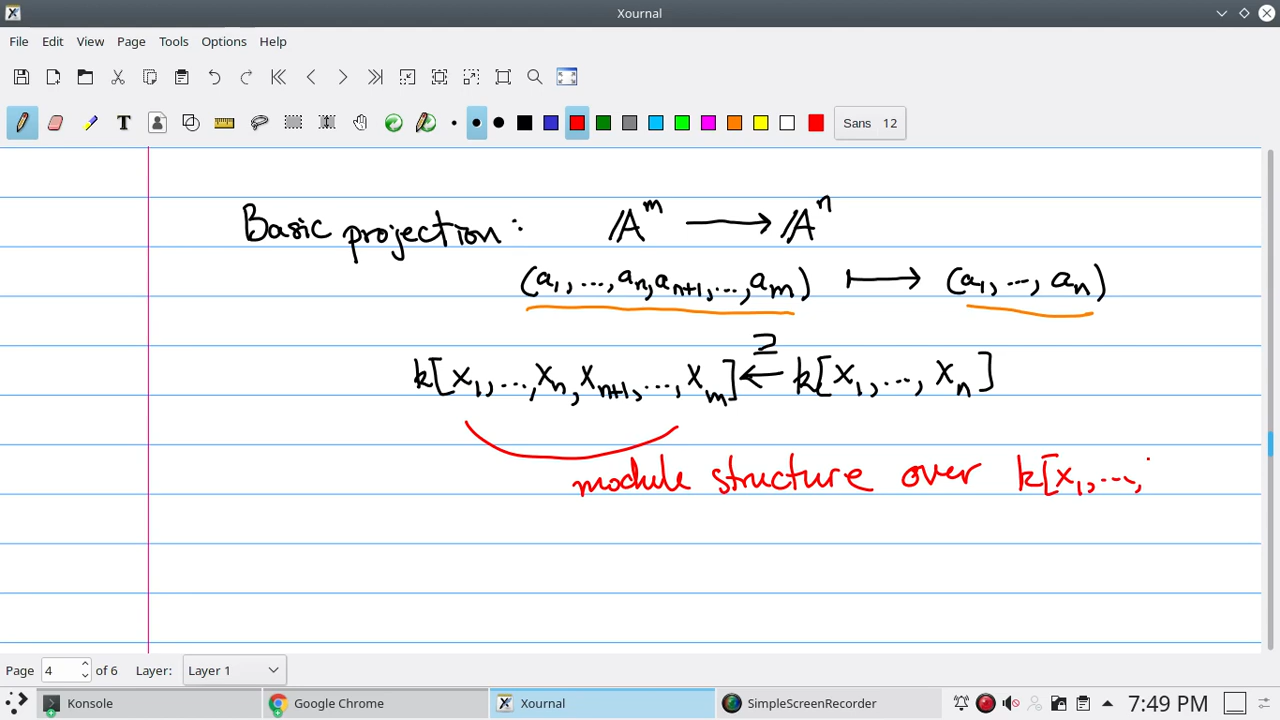 Xournal
File Edit View Page Tools Options Help
Sans 12
Basic projection: 𝔸^m ⟶ 𝔸^n
(a₁,...,aₙ,aₙ₊₁,...,aₘ) ⟼ (a₁,...,aₙ)
⊇
k[x₁,...,xₙ,xₙ₊₁,...,xₘ] ← k[x₁,...,xₙ]
module structure over k[x₁,...,
Page 4 of 6 Layer: Layer 1
Konsole Google Chrome Xournal SimpleScreenRecorder 7:49 PM